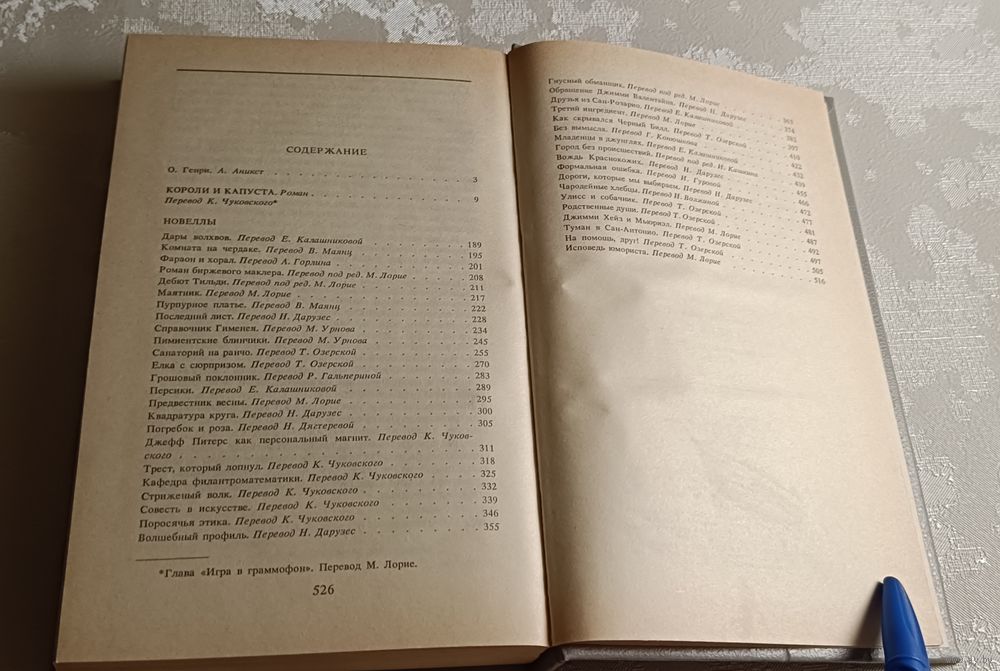 СОДЕРЖАНИЕ
О. Генри. А. Аникст . . . . . . . . . . . . . . 3
КОРОЛИ И КАПУСТА. Роман . . . . . . . . . . . 9
Перевод К. Чуковского*
НОВЕЛЛЫ
Дары волхвов. Перевод Е. Калашниковой . . . . . . 189
Комната на чердаке. Перевод В. Маянц . . . . . . 195
Фараон и хорал. Перевод А. Горлина . . . . . . 201
Роман биржевого маклера. Перевод под ред. М. Лорие . . . 208
Дебют Тильди. Перевод под ред. М. Лорие . . . . . . 211
Маятник. Перевод М. Лорие . . . . . . 217
Пурпурное платье. Перевод В. Маянц . . . . . . 222
Последний лист. Перевод Н. Дарузес . . . . . . 228
Справочник Гименея. Перевод М. Урнова . . . . . . 234
Пимиентские блинчики. Перевод М. Урнова . . . . . . 245
Санаторий на ранчо. Перевод Т. Озерской . . . . . . 255
Елка с сюрпризом. Перевод Т. Озерской . . . . . . 270
Грошовый поклонник. Перевод Р. Гальпериной . . . . . . 283
Персики. Перевод Е. Калашниковой . . . . . . 289
Предвестник весны. Перевод М. Лорие . . . . . . 295
Квадратура круга. Перевод Н. Дарузес . . . . . . 300
Погребок и роза. Перевод Н. Дягтеревой . . . . . . 305
Джефф Питерс как персональный магнит. Перевод К. Чуков-
ского . . . . . . 311
Трест, который лопнул. Перевод К. Чуковского . . . . . . 318
Кафедра филантроматематики. Перевод К. Чуковского . . . 325
Стриженый волк. Перевод К. Чуковского . . . . . . 332
Совесть в искусстве. Перевод К. Чуковского . . . . . . 339
Поросячья этика. Перевод К. Чуковского . . . . . . 346
Волшебный профиль. Перевод Н. Дарузес . . . . . . 355
*Глава «Игра в граммофон». Перевод М. Лорие.
526
Гнусный обманщик. Перевод под ред. М. Лорие
Обращение Джимми Валентайна. Перевод Н. Дарузес . . 365
Друзья из Сан-Розарио. Перевод Е. Калашниковой . . 374
Третий ингредиент. Перевод М. Лорие . . 382
Как скрывался Черный Билл. Перевод Т. Озерской . . 397
Без вымысла. Перевод Г. Конюшкова . . 410
Младенцы в джунглях. Перевод Е. Калашниковой . . 422
Город без происшествий. Перевод под ред. И. Кашкина . . 432
Вождь Краснокожих. Перевод Н. Дарузес . . 439
Формальная ошибка. Перевод И. Гуровой . . 455
Дороги, которые мы выбираем. Перевод Н. Дарузес . . 466
Чародейные хлебцы. Перевод И. . . 472
Улисс и собачник. Перевод Т. Озерской . . 477
Родственные души. Перевод Т. Озерской . . 481
Джимми Хейз и Мьюриэл. Перевод М. Лорие . . 487
Туман в Сан-Антонио. Перевод Т. Озерской . . 492
На помощь, друг! Перевод Т. Озерской . . 497
Исповедь юмориста. Перевод М. Лорие . . 505
516